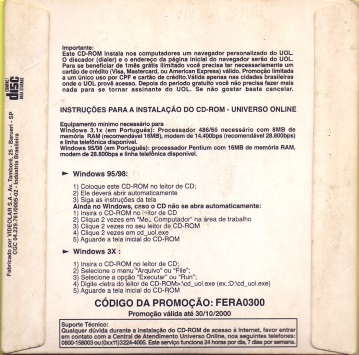 Importante:
Este CD-ROM instala nos computadores um navegador personalizado do UOL.
O discador (dialer) e o endereço da página inicial do navegador serão do UOL.
Para se beneficiar de 1mês grátis ilimitado você precisa ter necessariamente um
cartão de crédito (Visa, Mastercard, ou American Express) válido. Promoção limitada
a um único uso por CPF e cartão de crédito. Válida apenas nas cidades brasileiras
onde o UOL provê acesso. Depois do período gratuito você não precisa fazer mais
nada para se tornar assinante do UOL. Se não gostar basta cancelar.
INSTRUÇÕES PARA A INSTALAÇÃO DO CD-ROM - UNIVERSO ONLINE
Equipamento mínimo necessário para
Windows 3.1x (em Português): Processador 486/66 necessário com 8MB de
memória RAM (recomendável 16MB), modem de 14.400bps (recomendável 28.800bps)
e linha telefônica disponível.
Windows 95/98 (em Português): processador Pentium com 16MB de memória RAM,
modem de 28.800bps e linha telefônica disponível.
Windows 95/98:
1) Coloque este CD-ROM no leitor de CD;
2) Ele deverá abrir automaticamente
3) Siga as instruções da tela
Ainda no Windows, caso o CD não se abra automaticamente:
1) Insira o CD-ROM no leitor de CD
2) Clique 2 vezes em "Meu Computador" na área de trabalho
3) Clique 2 vezes no seu leitor de CD-ROM
4) Clique 2 vezes em cd_uol.exe
5) Aguarde a tela inicial do CD-ROM
Windows 3X :
1) Insira o CD-ROM no leitor de CD;
2) Selecione o menu "Arquivo" ou "File";
3) Selecione a opção "Executar" ou "Run";
4) Digite <letra do leitor de CD-ROM>:\cd_uol.exe (ex.:D:\cd_uol.exe)
5) Aguarde a tela inicial do CD-ROM
CÓDIGO DA PROMOÇÃO: FERA0300
Promoção válida até 30/10/2000
Suporte Técnico:
Qualquer dúvida durante a instalação do CD-ROM de acesso à Internet, favor entrar
em contato com a Central de Atendimento Universo Online, nos seguintes telefones:
0800-158003 ou (0xx11)3224-4005. Este serviço funciona 24 horas por dia, 7 dias por semana.
COMPACT
disc
Fabricado por VIDEOLAR S.A - Av. Tamboré, 25 - Barueri - SP
CGC 04.229.761/0005-02 - Indústria Brasileira